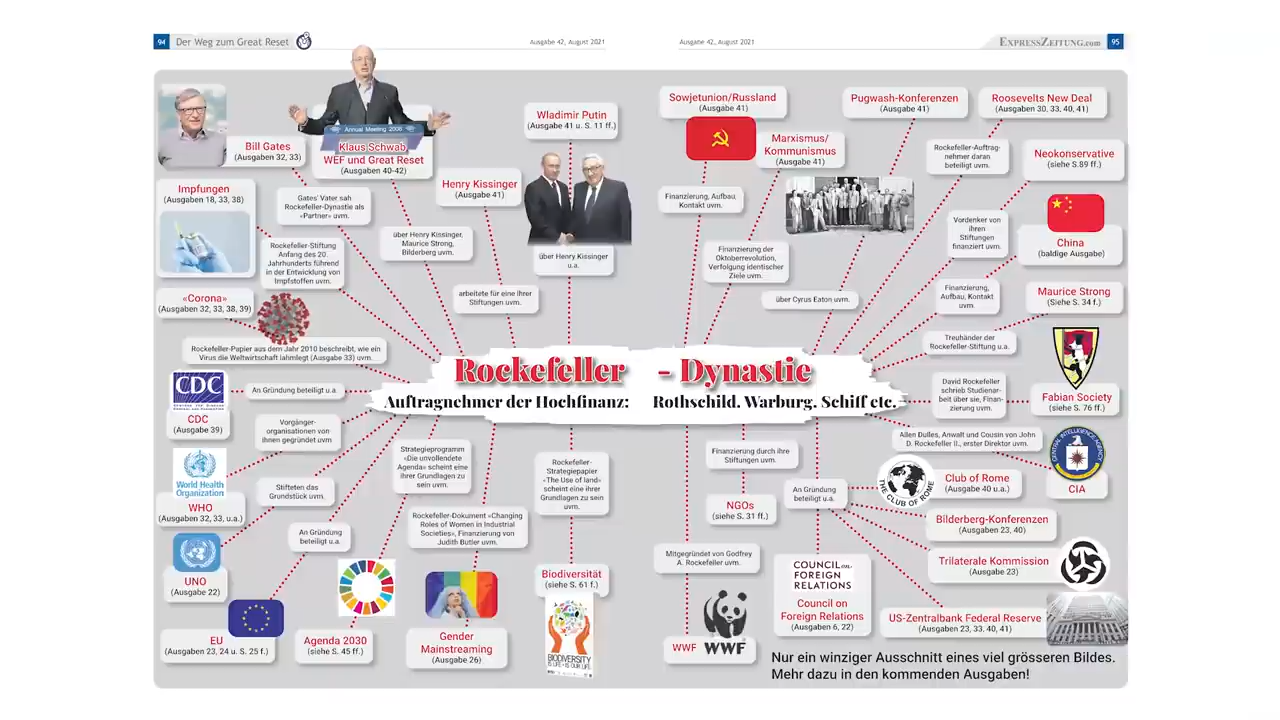 94 Der Weg zum Great Reset
Ausgabe 42, August 2021
Ausgabe 42, August 2021
EXPRESSZEITUNG.com 95
Bill Gates
(Ausgaben 32, 33)
Annual Meeting 2008
Klaus Schwab
WEF und Great Reset
(Ausgaben 40-42)
Wladimir Putin
(Ausgabe 41 u. S. 11 ff.)
Henry Kissinger
(Ausgabe 41)
Sowjetunion/Russland
(Ausgabe 41)
Marxismus/
Kommunismus
(Ausgabe 41)
Pugwash-Konferenzen
(Ausgabe 41)
Roosevelts New Deal
(Ausgaben 30, 33, 40, 41)
Rockefeller-Auftrag-
nehmer daran
beteiligt uvm.
Neokonservative
(siehe S.89 ff.)
Impfungen
(Ausgaben 18, 33, 38)
Gates' Vater sah
Rockefeller-Dynastie als
«Partner» uvm.
über Henry Kissinger,
Maurice Strong,
Bilderberg uvm.
über Henry Kissinger
u.a.
Finanzierung, Aufbau,
Kontakt uvm.
Finanzierung der
Oktoberrevolution,
Verfolgung identischer
Ziele uvm.
Vordenker von
ihren
Stiftungen
finanziert uvm.
China
(baldige Ausgabe)
Rockefeller-Stiftung
Anfang des 20.
Jahrhunderts führend
in der Entwicklung von
Impfstoffen uvm.
arbeitete für eine ihrer
Stiftungen uvm.
über Cyrus Eaton uvm.
Finanzierung,
Aufbau, Kontakt
uvm.
Maurice Strong
(Siehe S. 34 f.)
«Corona»
(Ausgaben 32, 33, 38, 39)
Rockefeller-Papier aus dem Jahr 2010 beschreibt, wie ein
Virus die Weltwirtschaft lahmlegt (Ausgabe 33) uvm.
Treuhänder der
Rockefeller-Stiftung u.a.
Rockefeller - Dynastie
Auftragnehmer der Hochfinanz: Rothschild, Warburg, Schiff etc.
CDC
CDC
(Ausgabe 39)
An Gründung beteiligt u.a.
David Rockefeller
schrieb Studienar-
beit über sie, Finan-
zierung uvm.
Fabian Society
(siehe S. 76 ff.)
Vorgänger-
organisationen von
ihnen gegründet uvm
World Health
Organization
WHO
(Ausgaben 32, 33, u.a.)
Stifteten das
Grundstück uvm.
Strategieprogramm
«Die unvollendete
Agenda» scheint eine
ihrer Grundlagen zu
sein uvm.
Rockefeller-
Strategiepapier
«The Use of land»
scheint eine ihrer
Grundlagen zu sein
uvm.
Finanzierung durch ihre
Stiftungen uvm.
Allen Dulles, Anwalt und Cousin von John
D. Rockefeller II., erster Direktor uvm.
CENTRAL INTELLIGENCE AGENCY
CIA
An Gründung
beteiligt u.a.
THE CLUB OF ROME
Club of Rome
(Ausgabe 40 u.a.)
NGOs
(siehe S. 31 ff.)
Bilderberg-Konferenzen
(Ausgaben 23, 40)
UNO
(Ausgabe 22)
An Gründung
beteiligt u.a.
Rockefeller-Dokument «Changing
Roles of Women in Industrial
Societies», Finanzierung von
Judith Butler uvm.
Mitgegründet von Godfrey
A. Rockefeller uvm.
Trilaterale Kommission
(Ausgabe 23)
EU
(Ausgaben 23, 24 u. S. 25 f.)
Agenda 2030
(siehe S. 45 ff.)
Gender
Mainstreaming
(Ausgabe 26)
Biodiversität
(siehe S. 61 f.)
BIODIVERSITY
IS LIFE • IS OUR LIFE.
WWF WWF
COUNCIL on
FOREIGN
RELATIONS
Council on
Foreign Relations
(Ausgaben 6, 22)
US-Zentralbank Federal Reserve
(Ausgaben 23, 33, 40, 41)
Nur ein winziger Ausschnitt eines viel grösseren Bildes.
Mehr dazu in den kommenden Ausgaben!